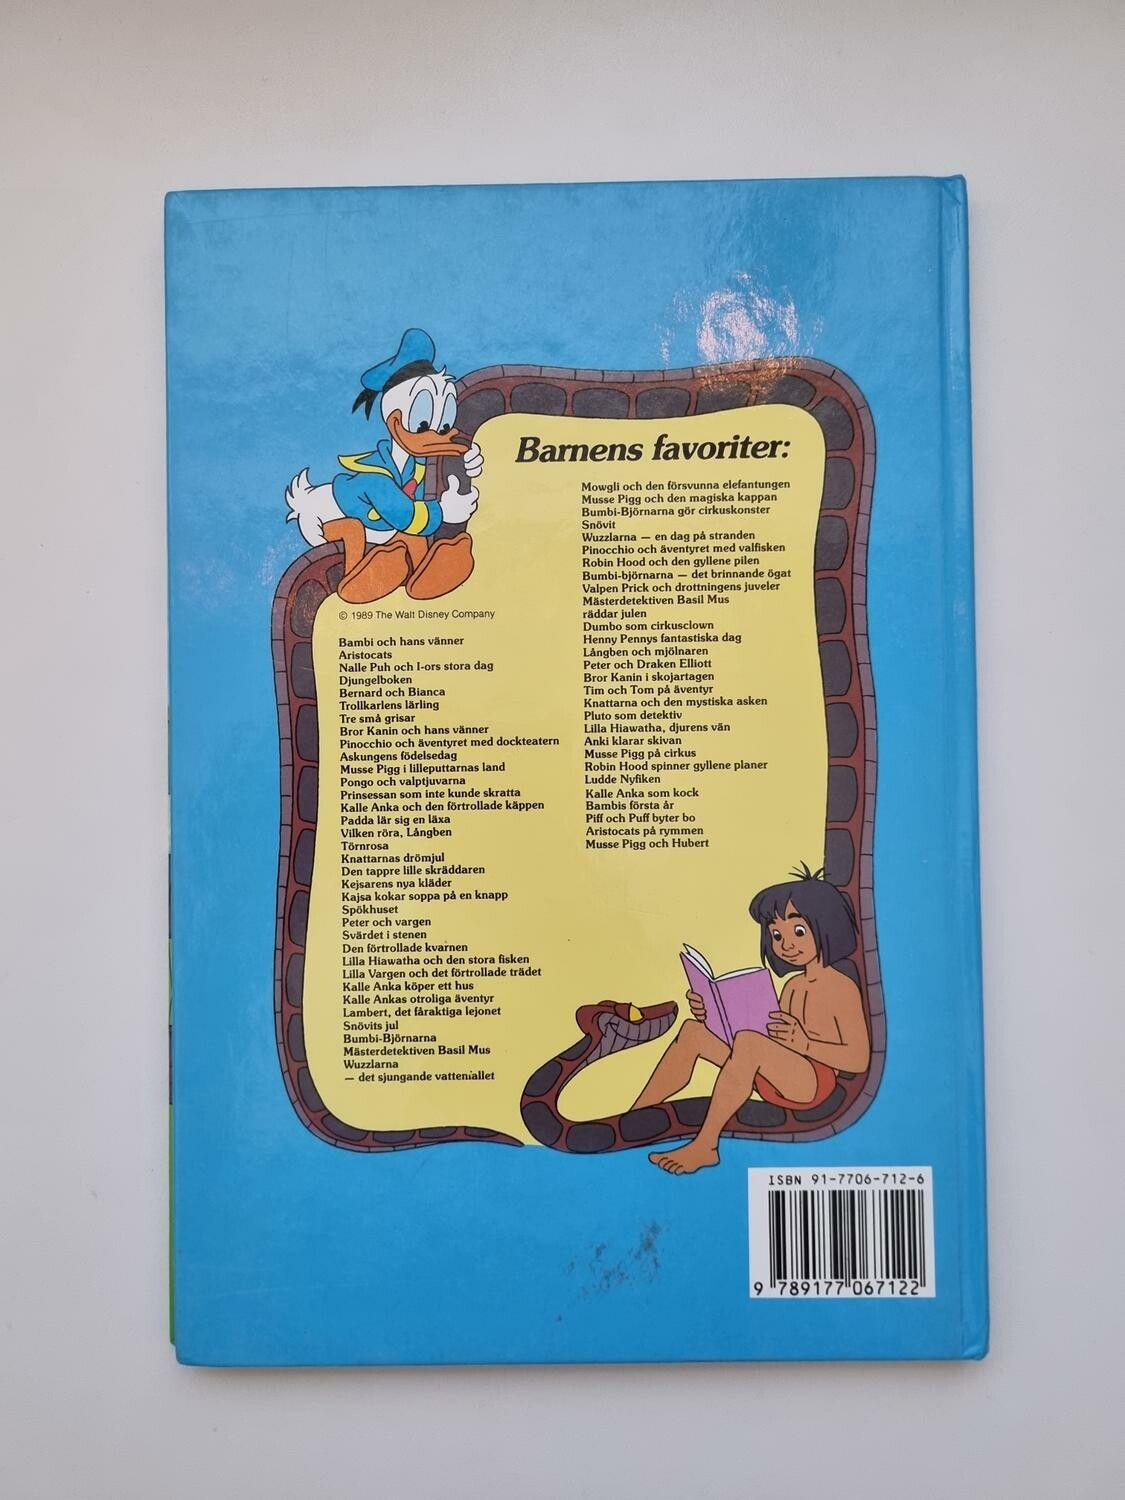 Barnens favoriter:
© 1989 The Walt Disney Company
Bambi och hans vänner
Aristocats
Nalle Puh och I-ors stora dag
Djungelboken
Bernard och Bianca
Trollkarlens lärling
Tre små grisar
Bror Kanin och hans vänner
Pinocchio och äventyret med dockteatern
Askungens födelsedag
Musse Pigg i lilleputtarnas land
Pongo och valptjuvarna
Prinsessan som inte kunde skratta
Kalle Anka och den förtrollade käppen
Padda lär sig en läxa
Vilken röra, Långben
Törnrosa
Knattarnas drömjul
Den tappre lille skräddaren
Kejsarens nya kläder
Kajsa kokar soppa på en knapp
Spökhuset
Peter och vargen
Svärdet i stenen
Den förtrollade kvarnen
Lilla Hiawatha och den stora fisken
Lilla Vargen och det förtrollade trädet
Kalle Anka köper ett hus
Kalle Ankas otroliga äventyr
Lambert, det fåraktiga lejonet
Snövits jul
Bumbi-Björnarna
Mästerdetektiven Basil Mus
Wuzzlarna
— det sjungande vattenfallet
Mowgli och den försvunna elefantungen
Musse Pigg och den magiska kappan
Bumbi-Björnarna gör cirkuskonster
Snövit
Wuzzlarna — en dag på stranden
Pinocchio och äventyret med valfisken
Robin Hood och den gyllene pilen
Bumbi-björnarna — det brinnande ögat
Valpen Prick och drottningens juveler
Mästerdetektiven Basil Mus
räddar julen
Dumbo som cirkusclown
Henny Pennys fantastiska dag
Långben och mjölnaren
Peter och Draken Elliott
Bror Kanin i skojartagen
Tim och Tom på äventyr
Knattarna och den mystiska asken
Pluto som detektiv
Lilla Hiawatha, djurens vän
Anki klarar skivan
Musse Pigg på cirkus
Robin Hood spinner gyllene planer
Ludde Nyfiken
Kalle Anka som kock
Bambis första år
Piff och Puff byter bo
Aristocats på rymmen
Musse Pigg och Hubert
ISBN 91-7706-712-6
9 789177 067122